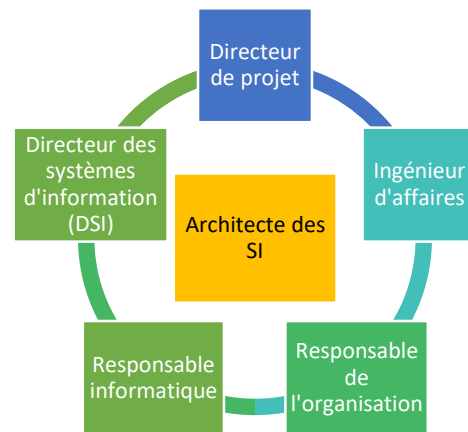 Directeur
de projet
Directeur des
systèmes
d'information
(DSI)
Ingénieur
d'affaires
Architecte des
SI
Responsable
informatique
Responsable
de
l'organisation